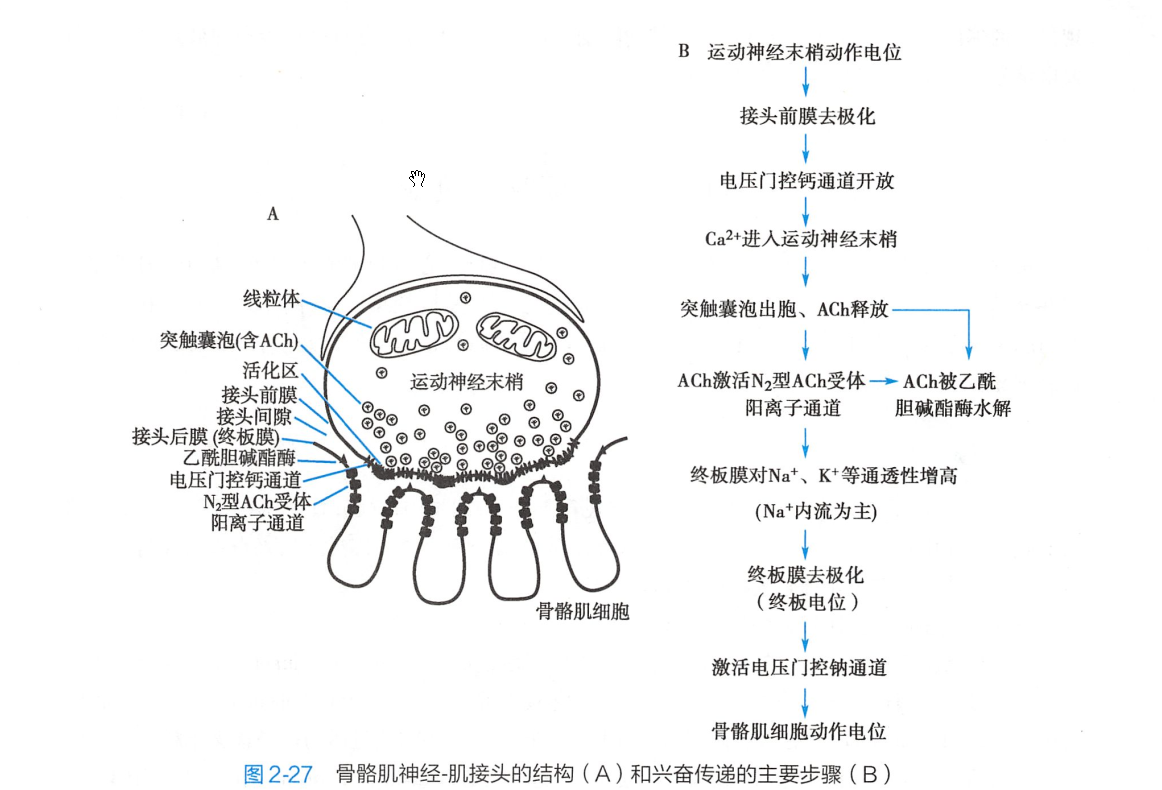 A
线粒体
突触囊泡(含ACh)
活化区
接头前膜
接头间隙
接头后膜(终板膜)
乙酰胆碱酯酶
电压门控钙通道
N₂型ACh受体
阳离子通道
运动神经末梢
骨骼肌细胞
B 运动神经末梢动作电位
接头前膜去极化
电压门控钙通道开放
Ca²⁺进入运动神经末梢
突触囊泡出胞、ACh释放
ACh激活N₂型ACh受体
阳离子通道
ACh被乙酰
胆碱酯酶水解
终板膜对Na⁺、K⁺等通透性增高
(Na⁺内流为主)
终板膜去极化
(终板电位)
激活电压门控钠通道
骨骼肌细胞动作电位
图2-27 骨骼肌神经-肌接头的结构(A)和兴奋传递的主要步骤(B)